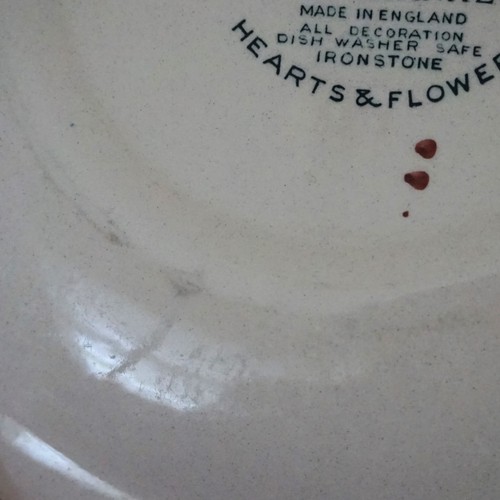 MADE IN ENGLAND
ALL DECORATION
DISH WASHER SAFE
IRONSTONE
HEARTS & FLOWE